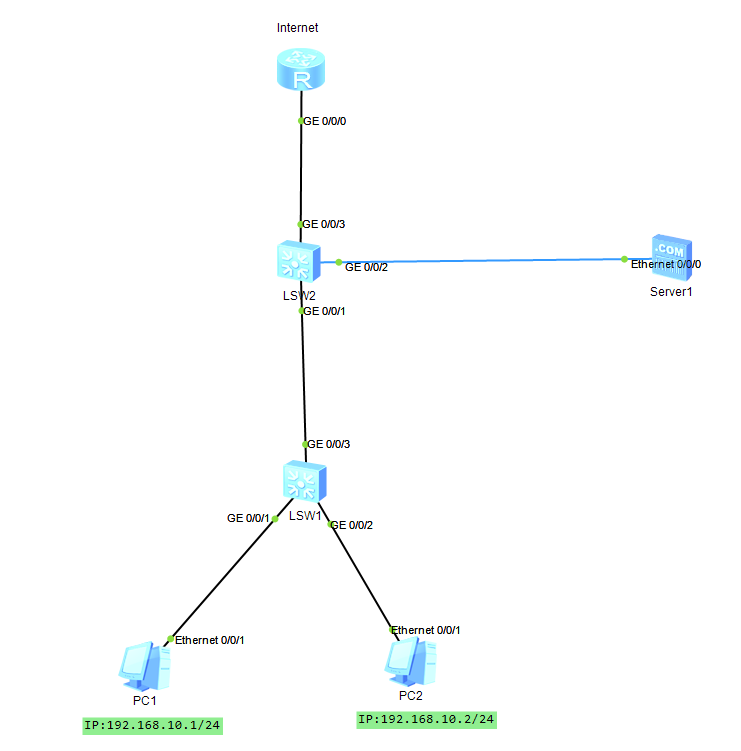 Internet
R
GE 0/0/0
GE 0/0/3
.COM
GE 0/0/2
Ethernet 0/0/0
LSW2
Server1
GE 0/0/1
GE 0/0/3
LSW1
GE 0/0/1
GE 0/0/2
Ethernet 0/0/1
Ethernet 0/0/1
PC1
PC2
IP:192.168.10.1/24
IP:192.168.10.2/24